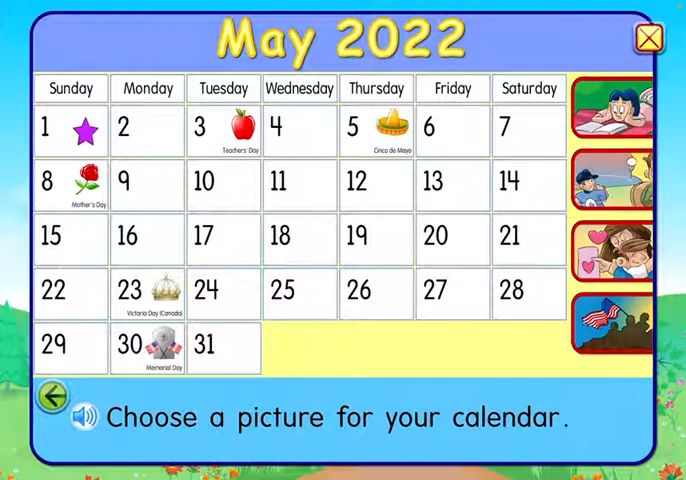 May 2022
Sunday Monday Tuesday Wednesday Thursday Friday Saturday
1 2 3 4 5 6 7
Teachers' Day Cinco de Mayo
8 9 10 11 12 13 14
Mother's Day
15 16 17 18 19 20 21
22 23 24 25 26 27 28
Victoria Day (Canada)
29 30 31
Memorial Day
Choose a picture for your calendar.